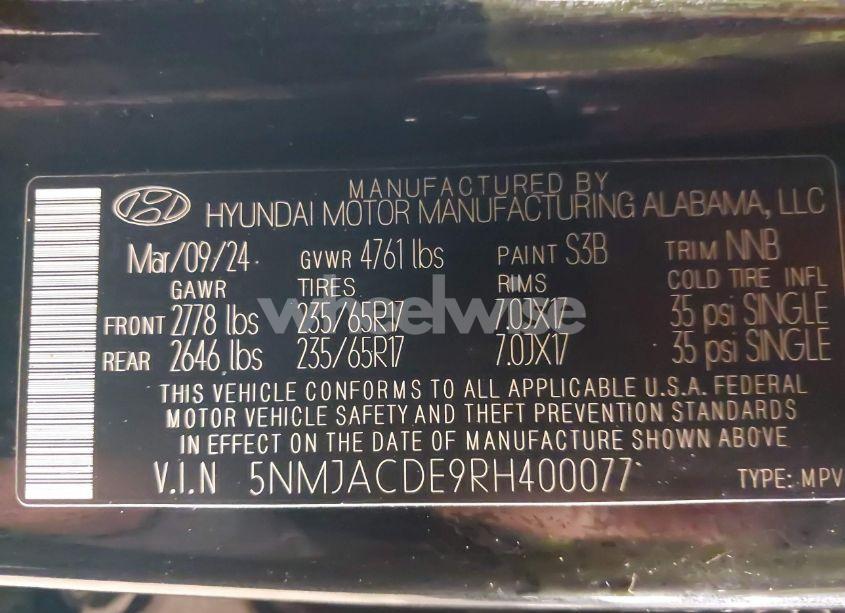 MANUFACTURED BY
HYUNDAI MOTOR MANUFACTURING ALABAMA, LLC
Mar/09/24 GVWR 4761 lbs PAINT S3B TRIM NNB
GAWR TIRES RIMS COLD TIRE INFL
FRONT 2778 lbs 235/65R17 7.0JX17 35 psi SINGLE
REAR 2646 lbs 235/65R17 7.0JX17 35 psi SINGLE
THIS VEHICLE CONFORMS TO ALL APPLICABLE U.S.A. FEDERAL
MOTOR VEHICLE SAFETY AND THEFT PREVENTION STANDARDS
IN EFFECT ON THE DATE OF MANUFACTURE SHOWN ABOVE
V.I.N 5NMJACDE9RH400077 TYPE: MPV
wheelwise